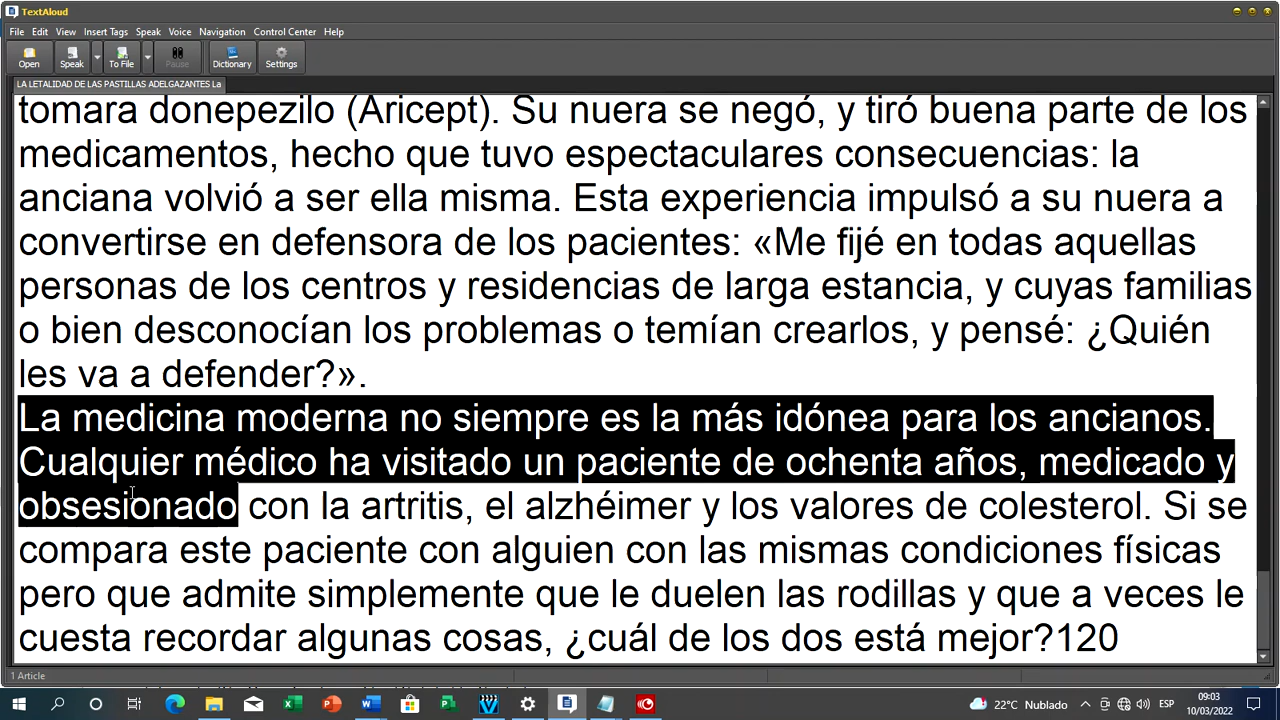 TextAloud
File Edit View Insert Tags Speak Voice Navigation Control Center Help
Open Speak To File Pause Dictionary Settings
LA LETALIDAD DE LAS PASTILLAS ADELGAZANTES La
tomara donepezilo (Aricept). Su nuera se negó, y tiró buena parte de los
medicamentos, hecho que tuvo espectaculares consecuencias: la
anciana volvió a ser ella misma. Esta experiencia impulsó a su nuera a
convertirse en defensora de los pacientes: «Me fijé en todas aquellas
personas de los centros y residencias de larga estancia, y cuyas familias
o bien desconocían los problemas o temían crearlos, y pensé: ¿Quién
les va a defender?».
La medicina moderna no siempre es la más idónea para los ancianos.
Cualquier médico ha visitado un paciente de ochenta años, medicado y
obsesionado con la artritis, el alzhéimer y los valores de colesterol. Si se
compara este paciente con alguien con las mismas condiciones físicas
pero que admite simplemente que le duelen las rodillas y que a veces le
cuesta recordar algunas cosas, ¿cuál de los dos está mejor?120
1 Article
22°C Nublado ESP 09:03
10/03/2022